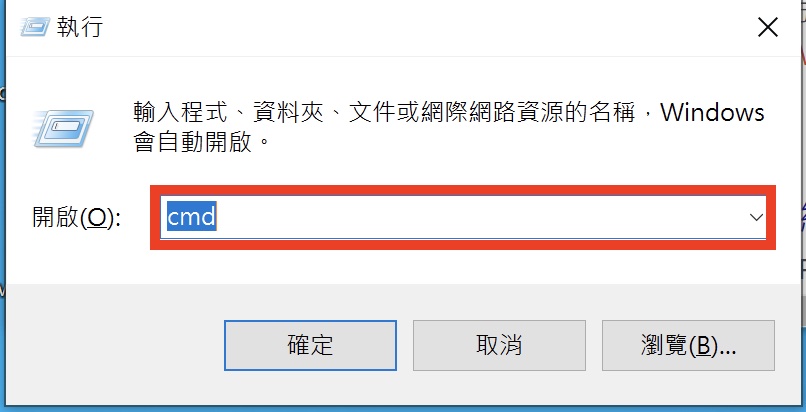 執行
輸入程式、資料夾、文件或網際網路資源的名稱，Windows
會自動開啟。
開啟(O):
cmd
確定
取消
瀏覽(B)...